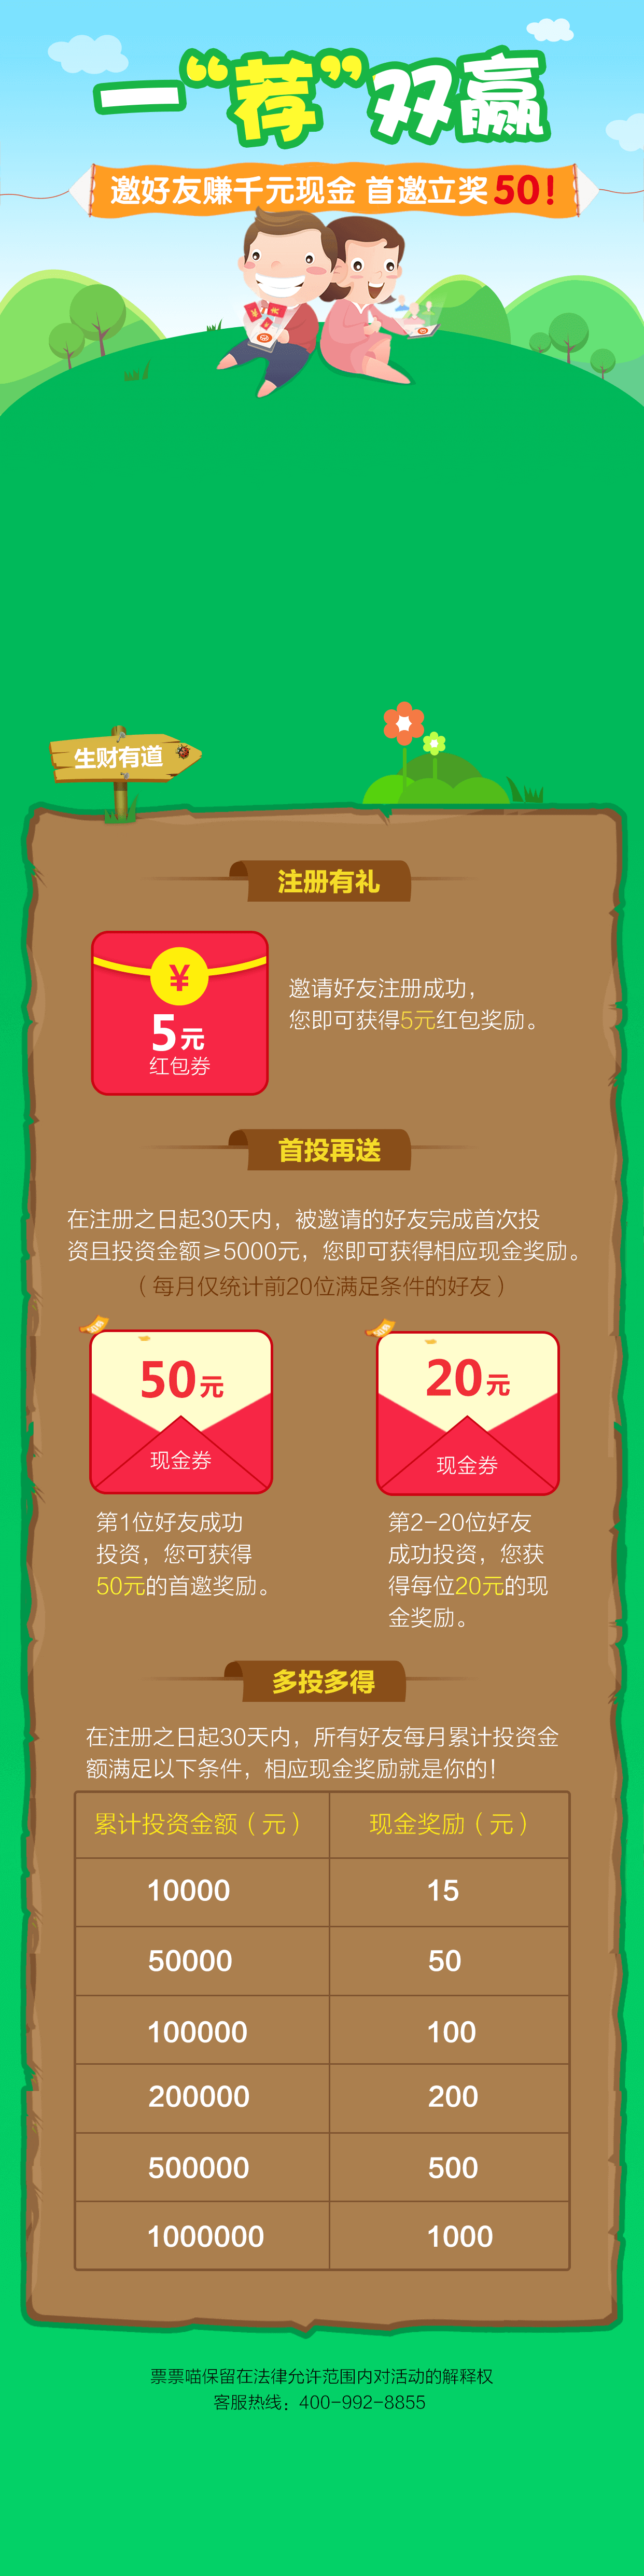 一“荐”双赢
邀好友赚千元现金 首邀立奖50！
生财有道
注册有礼
¥
5元
红包券
邀请好友注册成功，
您即可获得5元红包奖励。
首投再送
在注册之日起30天内，被邀请的好友完成首次投
资且投资金额≥5000元，您即可获得相应现金奖励。
（每月仅统计前20位满足条件的好友）
50元
现金券
第1位好友成功
投资，您可获得
50元的首邀奖励。
20元
现金券
第2-20位好友
成功投资，您获
得每位20元的现
金奖励。
多投多得
在注册之日起30天内，所有好友每月累计投资金
额满足以下条件，相应现金奖励就是你的！
累计投资金额（元） 现金奖励（元）
10000 15
50000 50
100000 100
200000 200
500000 500
1000000 1000
票票喵保留在法律允许范围内对活动的解释权
客服热线：400-992-8855